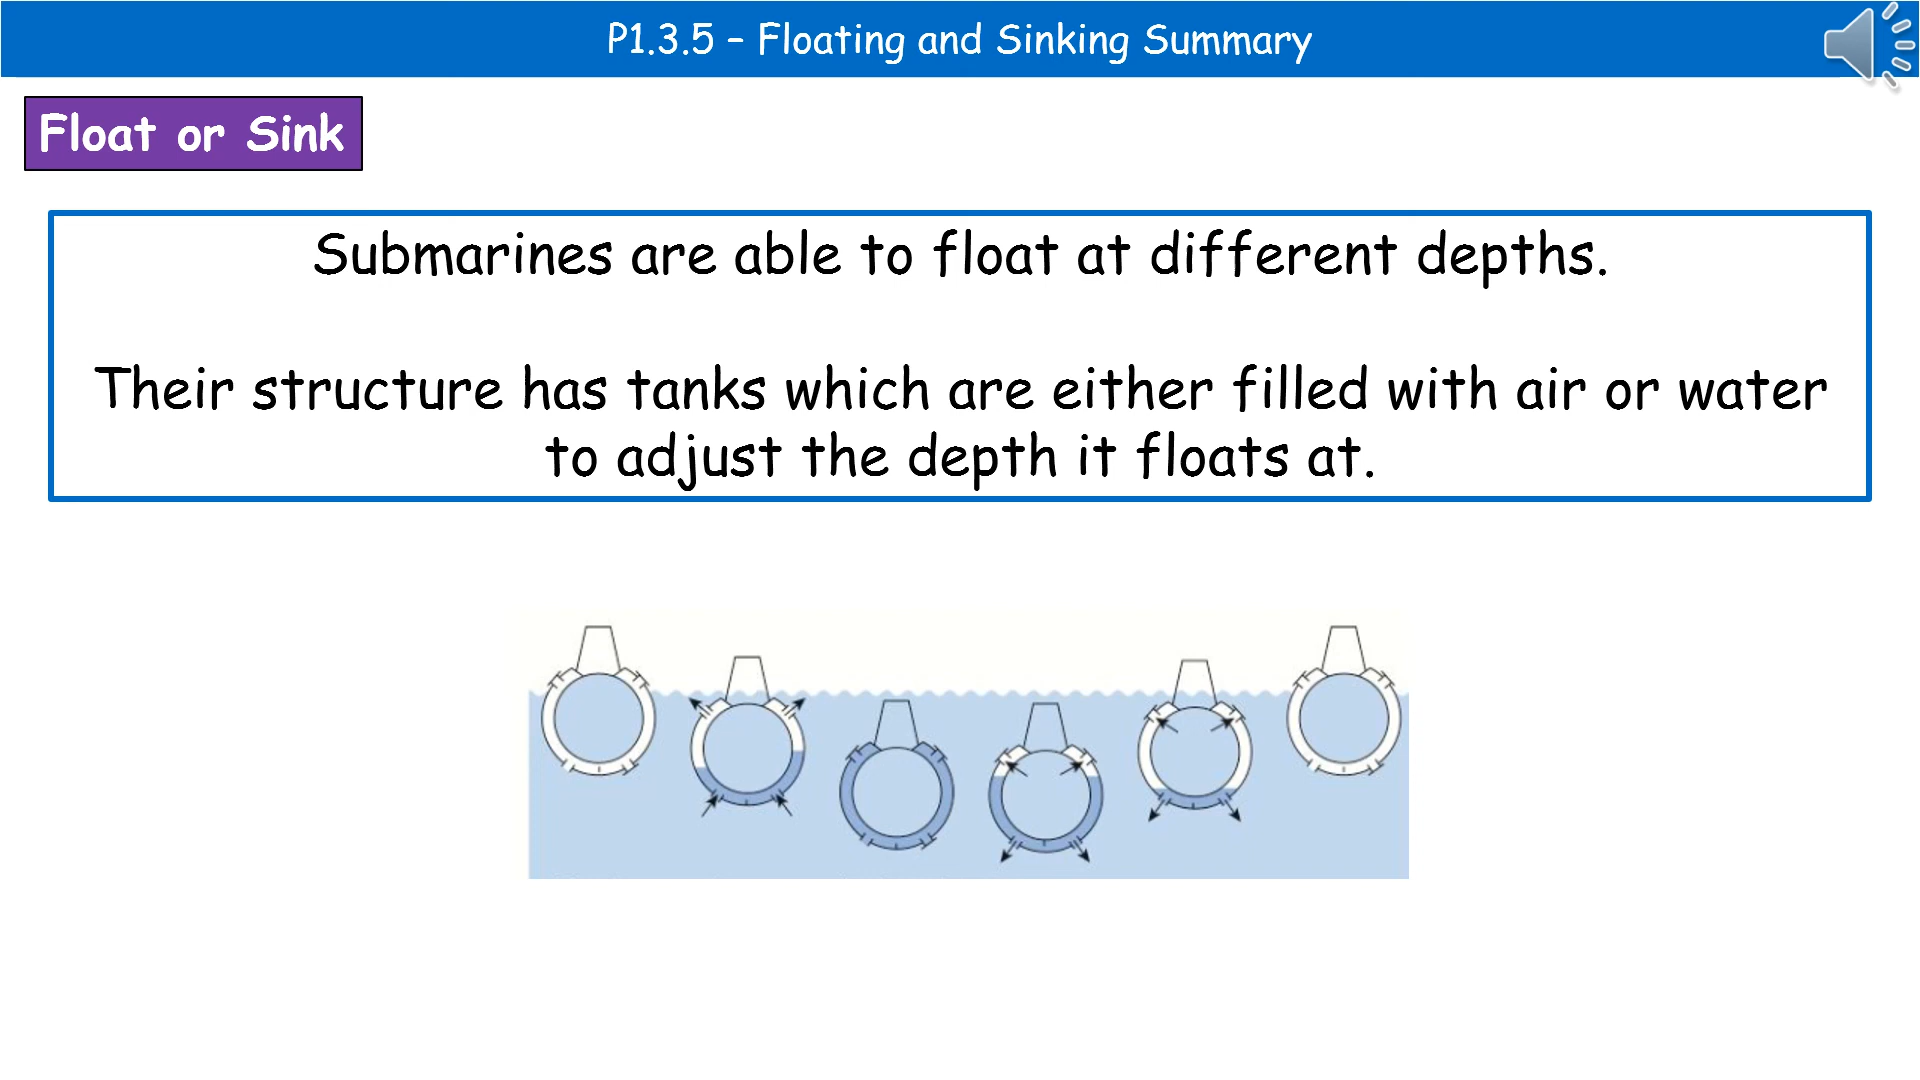 P1.3.5 – Floating and Sinking Summary
Float or Sink
Submarines are able to float at different depths.
Their structure has tanks which are either filled with air or water
to adjust the depth it floats at.